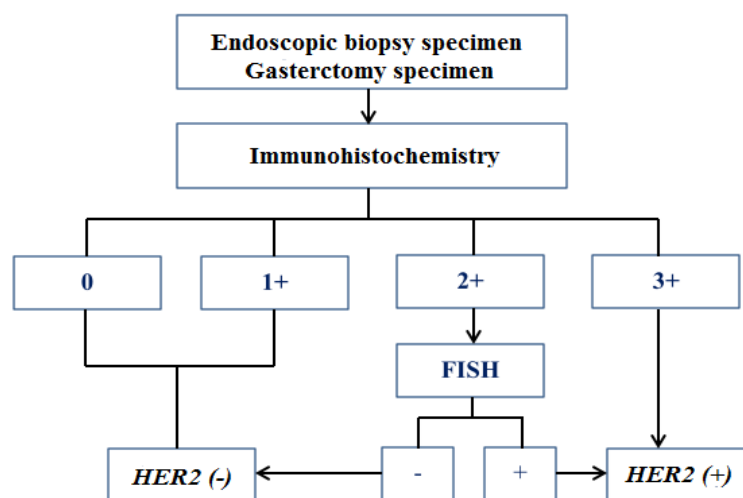 Endoscopic biopsy specimen
Gasterctomy specimen
Immunohistochemistry
0
1+
2+
3+
FISH
-
+
HER2 (-)
HER2 (+)